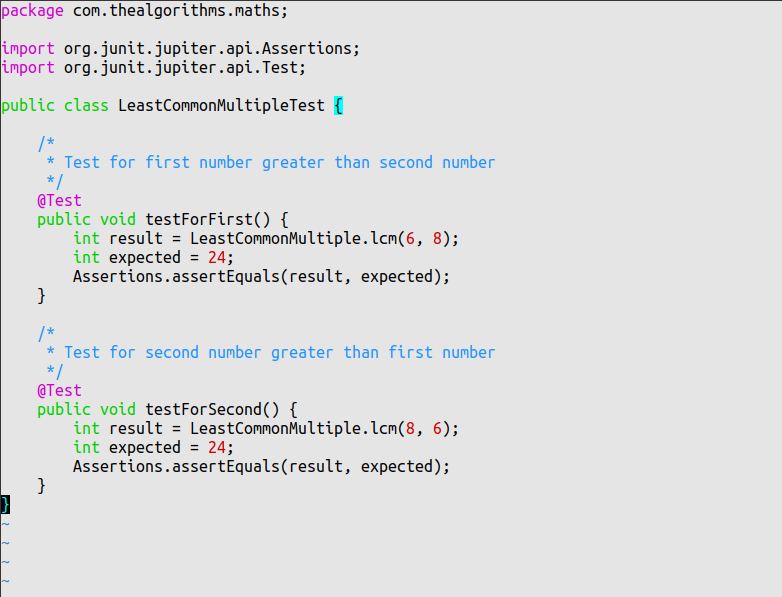 package com.thealgorithms.maths;

import org.junit.jupiter.api.Assertions;
import org.junit.jupiter.api.Test;

public class LeastCommonMultipleTest {

    /*
     * Test for first number greater than second number
     */
    @Test
    public void testForFirst() {
        int result = LeastCommonMultiple.lcm(6, 8);
        int expected = 24;
        Assertions.assertEquals(result, expected);
    }

    /*
     * Test for second number greater than first number
     */
    @Test
    public void testForSecond() {
        int result = LeastCommonMultiple.lcm(8, 6);
        int expected = 24;
        Assertions.assertEquals(result, expected);
    }
}
~
~
~
~